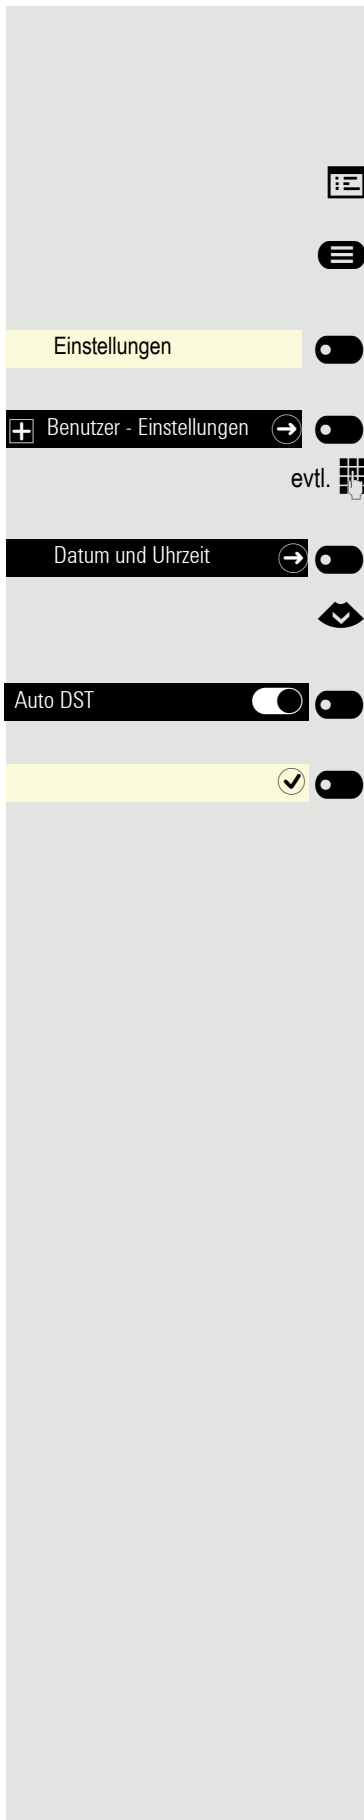 Einstellungen
Benutzer - Einstellungen
evtl.
Datum und Uhrzeit
Auto DST